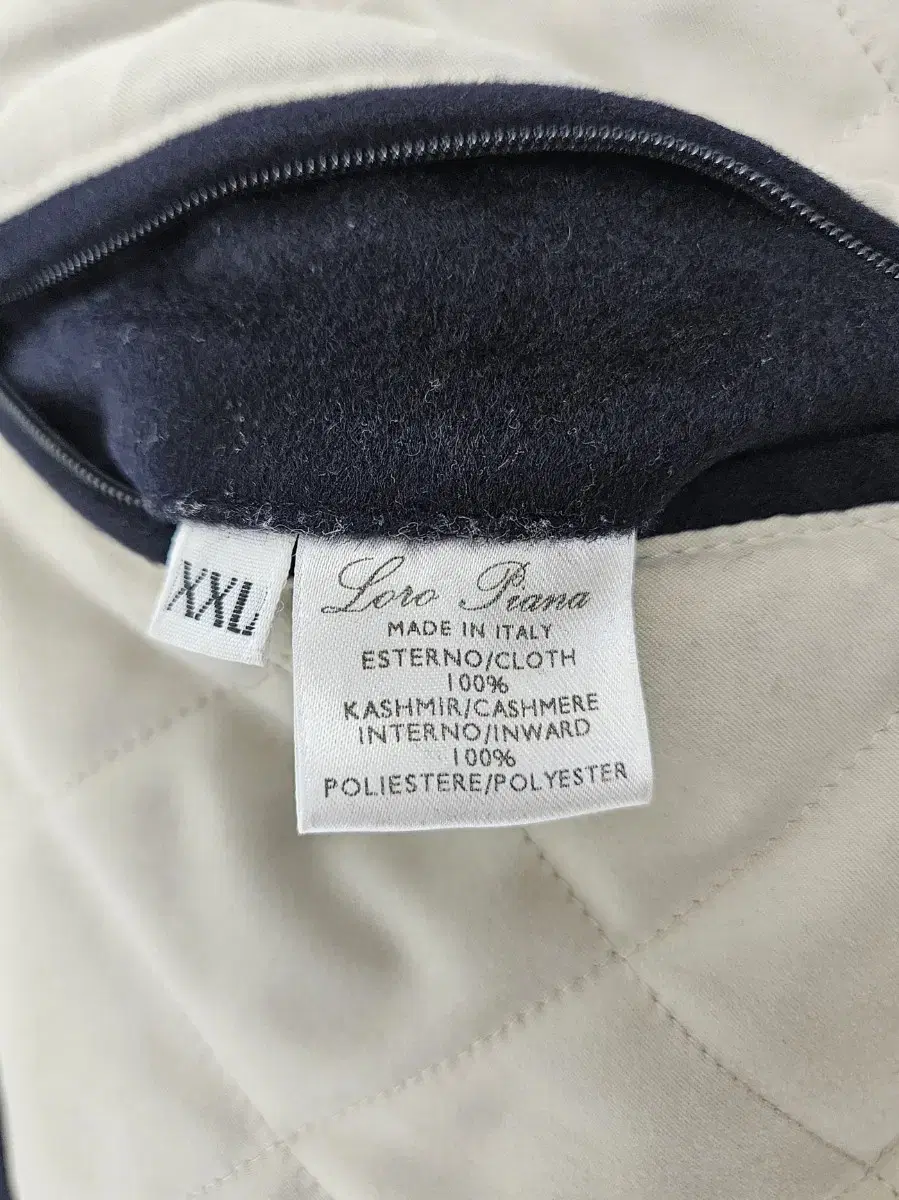 XXL
Loro Piana
MADE IN ITALY
ESTERNO/CLOTH
100%
KASHMIR/CASHMERE
INTERNO/INWARD
100%
POLIESTERE/POLYESTER